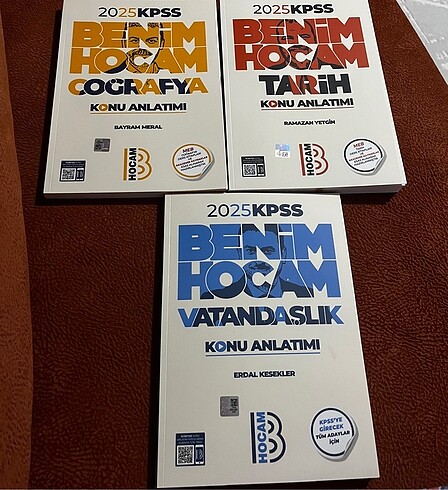 2025KPSS
BENİM
HOCAM
COĞRAFYA
KONU ANLATIMI
BAYRAM MERAL
HOCAM
2025KPSS
BENİM
HOCAM
TARİH
KONU ANLATIMI
RAMAZAN YETGİN
HOCAM
2025KPSS
BENİM
HOCAM
VATANDAŞLIK
KONU ANLATIMI
ERDAL KESEKLER
HOCAM
KPSS'YE
GİRECEK
TÜM ADAYLAR
İÇİN